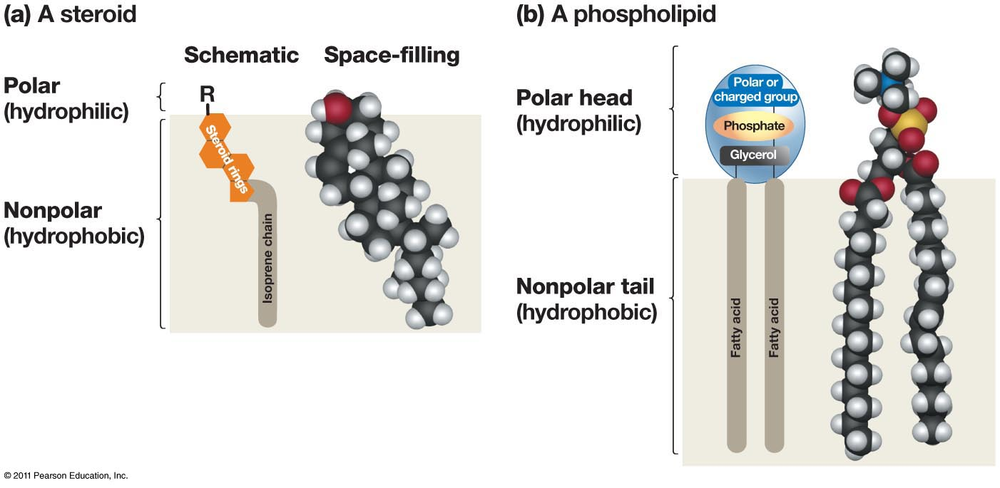 (a) A steroid
Schematic
Space-filling
Polar
(hydrophilic)
R
Steroid rings
Nonpolar
(hydrophobic)
Isoprene chain
(b) A phospholipid
Polar head
(hydrophilic)
Polar or
charged group
Phosphate
Glycerol
Nonpolar tail
(hydrophobic)
Fatty acid
Fatty acid
© 2011 Pearson Education, Inc.